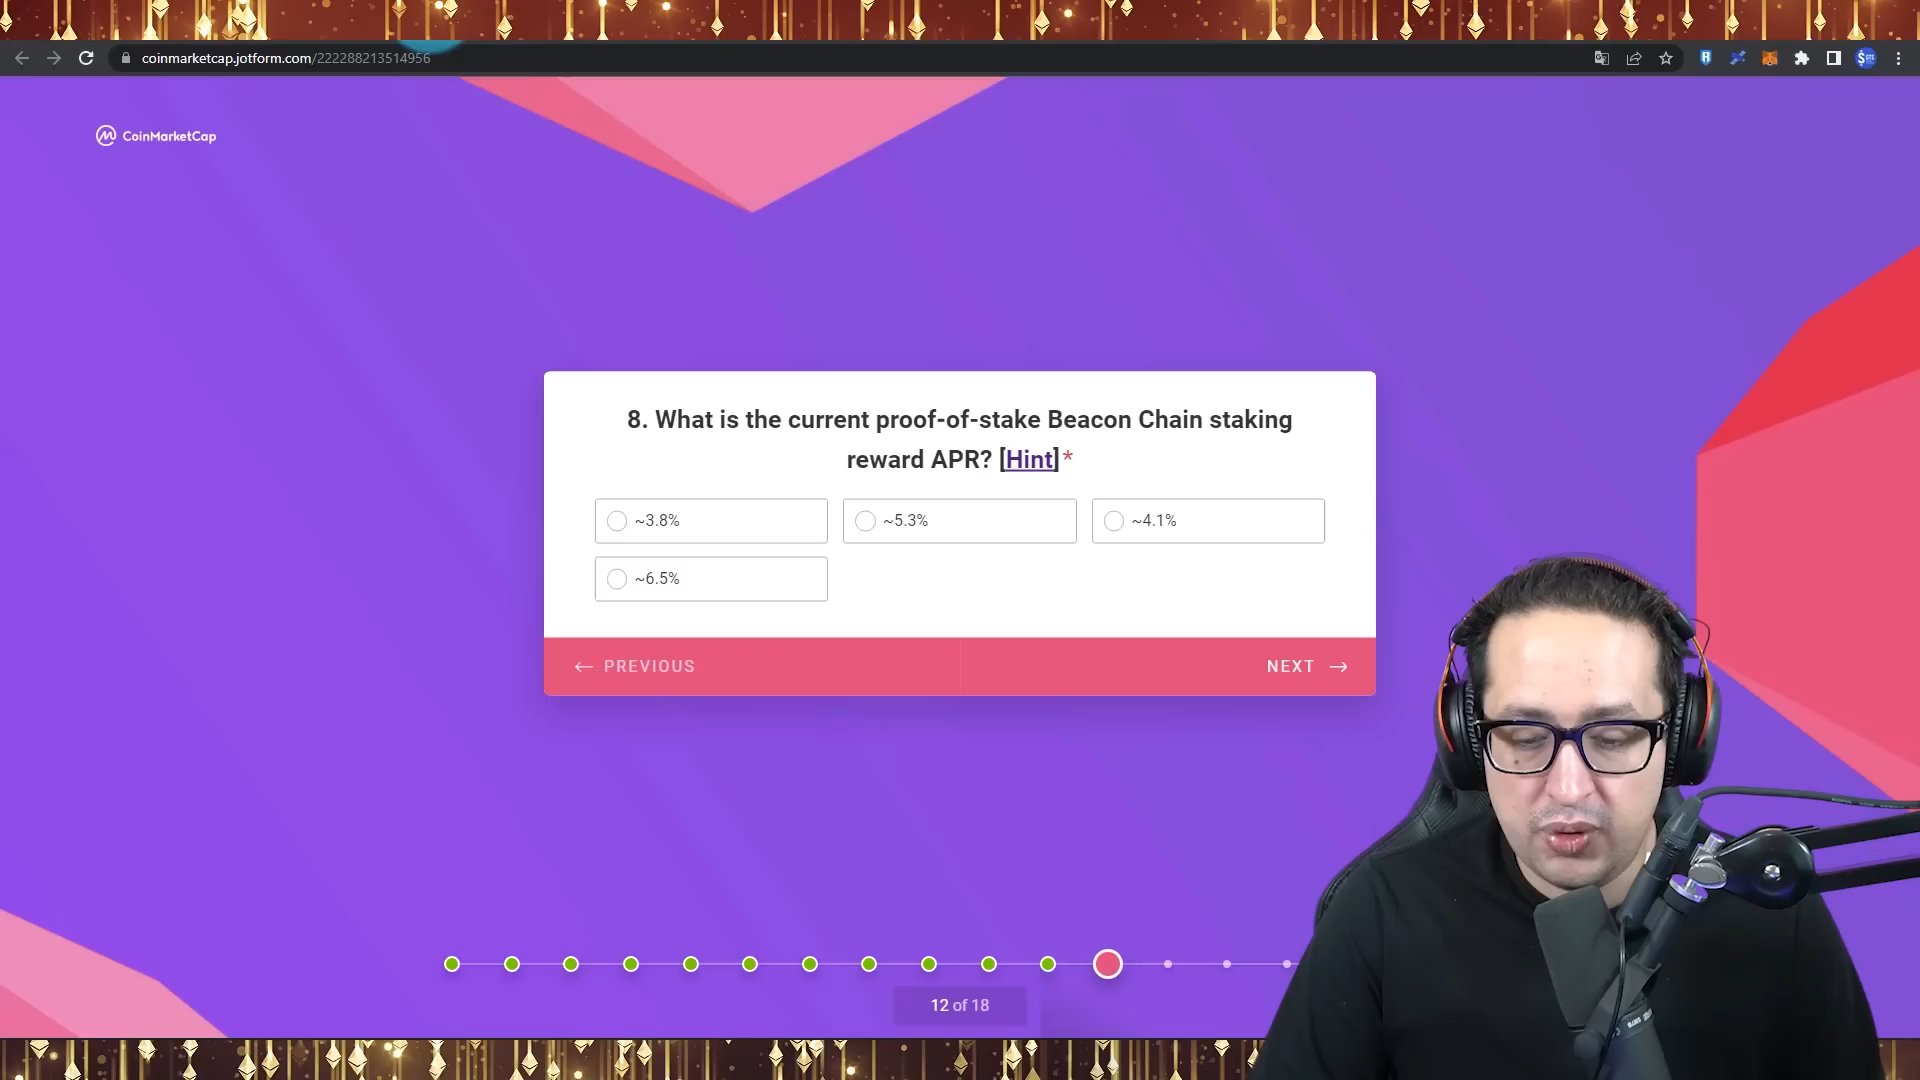 coinmarketcap.jotform.com/222288213514956
CoinMarketCap
8. What is the current proof-of-stake Beacon Chain staking
reward APR? [Hint]*
~3.8%
~5.3%
~4.1%
~6.5%
← PREVIOUS
NEXT →
12 of 18